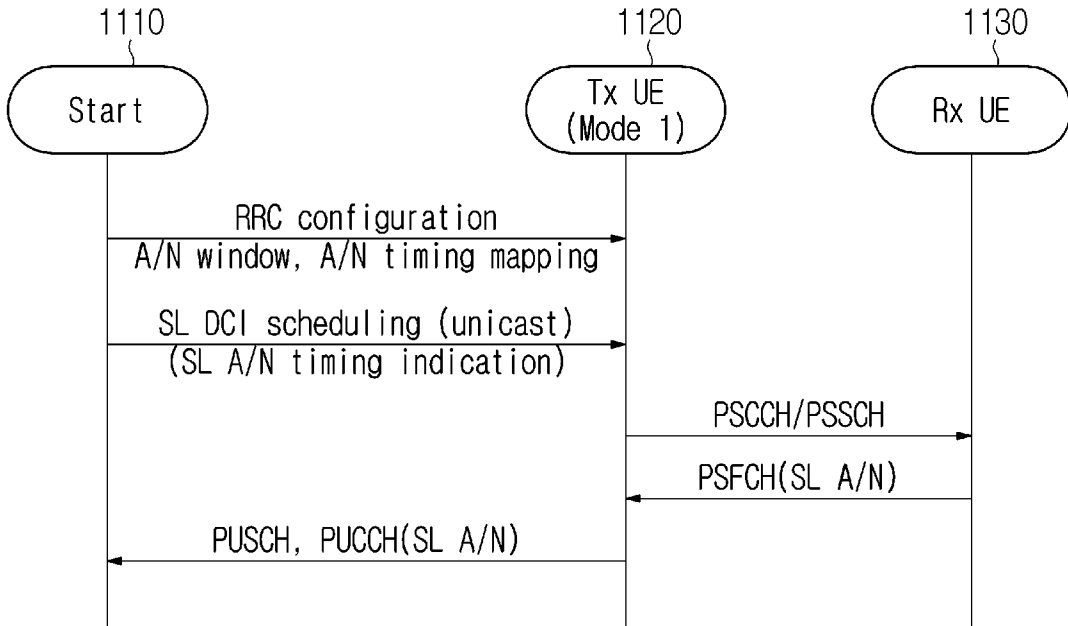 1110
1120
1130
Start
Tx UE
(Mode 1)
Rx UE
RRC configuration
A/N window, A/N timing mapping
SL DCI scheduling (unicast)
(SL A/N timing indication)
PSCCH/PSSCH
PSFCH(SL A/N)
PUSCH, PUCCH(SL A/N)